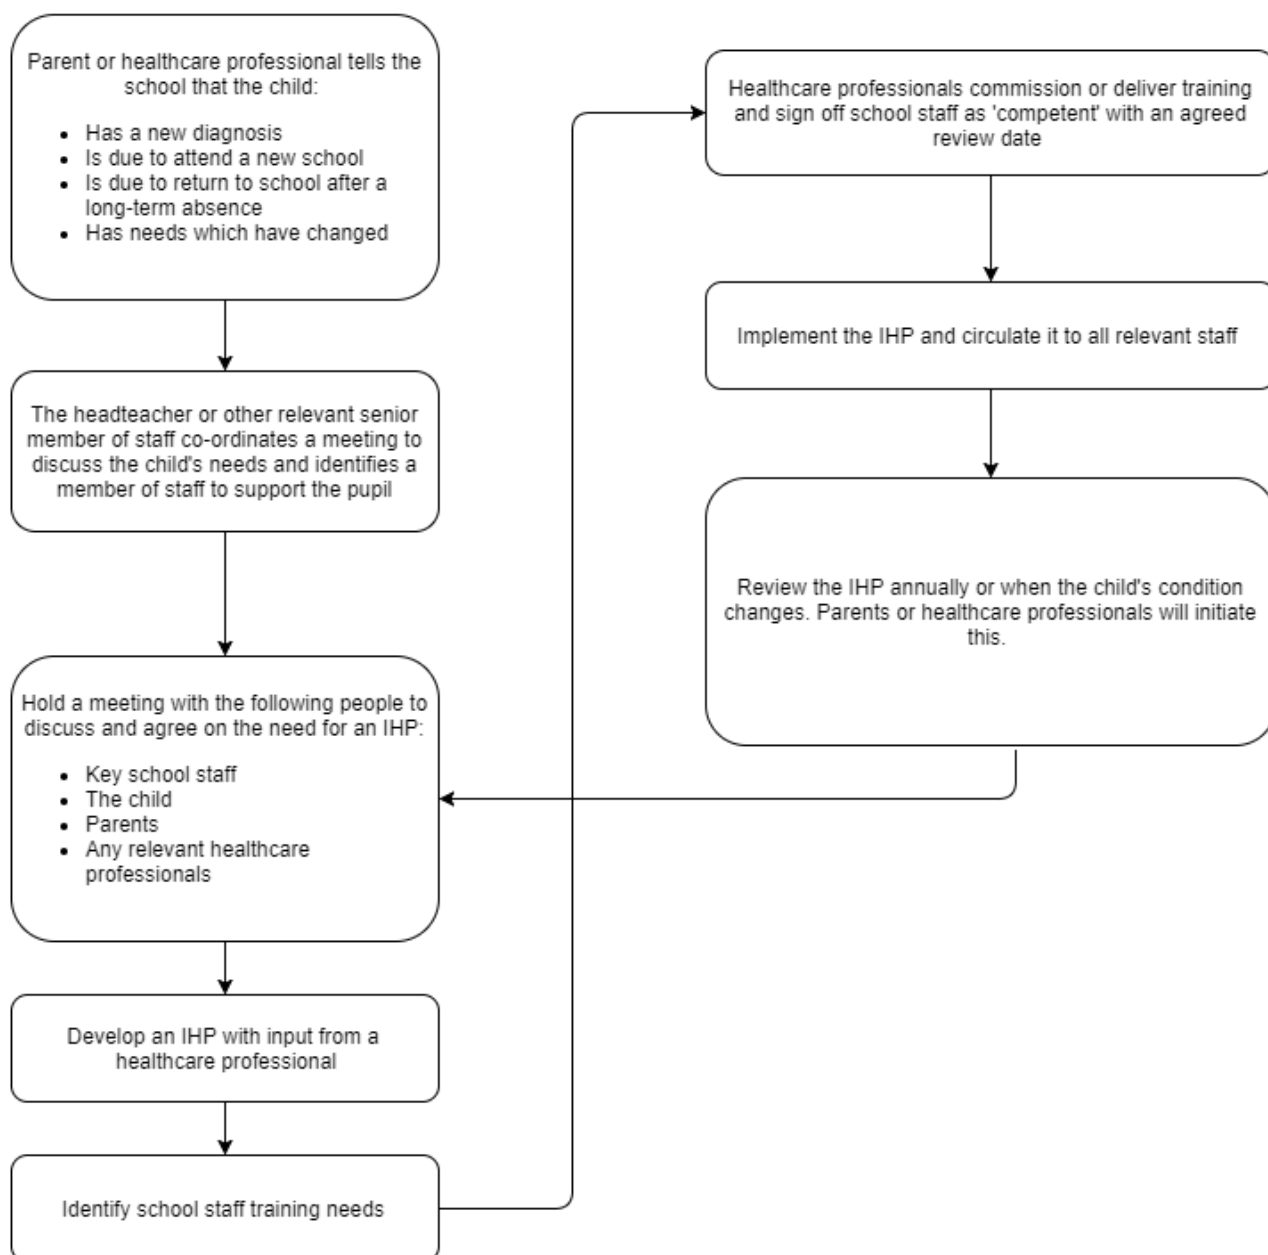 Parent or healthcare professional tells the
school that the child:
• Has a new diagnosis
• Is due to attend a new school
• Is due to return to school after a
long-term absence
• Has needs which have changed
The headteacher or other relevant senior
member of staff co-ordinates a meeting to
discuss the child's needs and identifies a
member of staff to support the pupil
Hold a meeting with the following people to
discuss and agree on the need for an IHP:
• Key school staff
• The child
• Parents
• Any relevant healthcare
professionals
Develop an IHP with input from a
healthcare professional
Identify school staff training needs
Healthcare professionals commission or deliver training
and sign off school staff as 'competent' with an agreed
review date
Implement the IHP and circulate it to all relevant staff
Review the IHP annually or when the child's condition
changes. Parents or healthcare professionals will initiate
this.